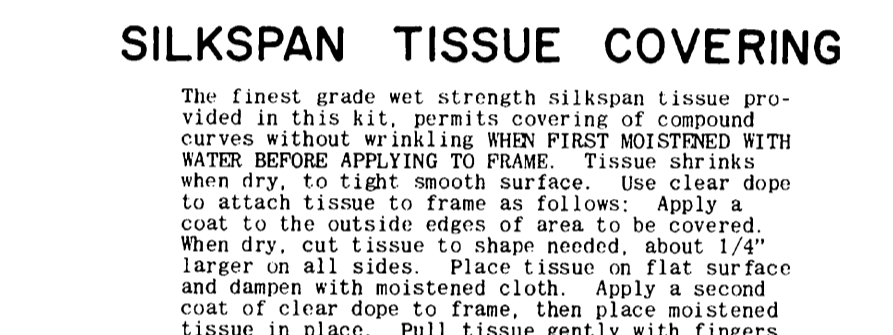 SILKSPAN TISSUE COVERING
The finest grade wet strength silkspan tissue pro-
vided in this kit, permits covering of compound
curves without wrinkling WHEN FIRST MOISTENED WITH
WATER BEFORE APPLYING TO FRAME. Tissue shrinks
when dry, to tight smooth surface. Use clear dope
to attach tissue to frame as follows: Apply a
coat to the outside edges of area to be covered.
When dry, cut tissue to shape needed, about 1/4"
larger on all sides. Place tissue on flat surface
and dampen with moistened cloth. Apply a second
coat of clear dope to frame, then place moistened
tissue in place. Pull tissue gently with fingers